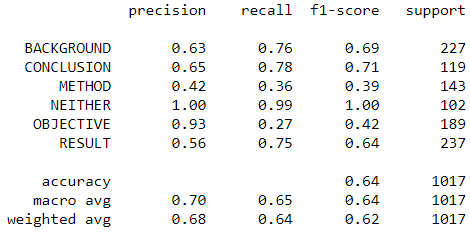 precision recall f1-score support
BACKGROUND 0.63 0.76 0.69 227
CONCLUSION 0.65 0.78 0.71 119
METHOD 0.42 0.36 0.39 143
NEITHER 1.00 0.99 1.00 102
OBJECTIVE 0.93 0.27 0.42 189
RESULT 0.56 0.75 0.64 237
accuracy 0.64 1017
macro avg 0.70 0.65 0.64 1017
weighted avg 0.68 0.64 0.62 1017